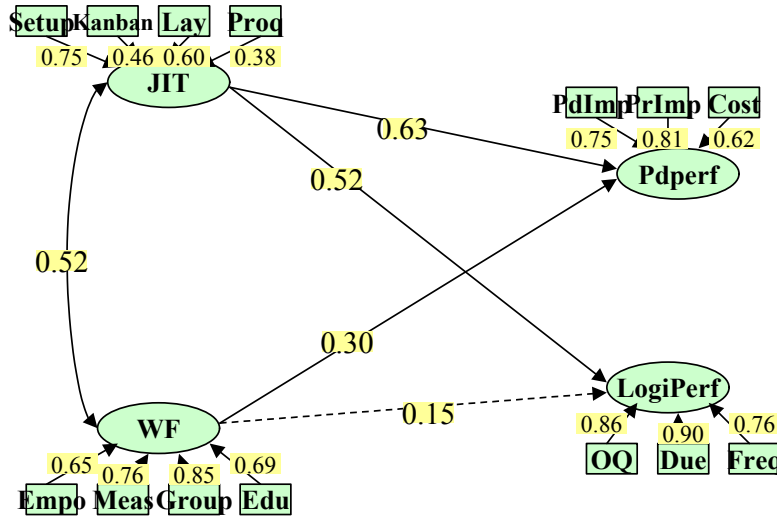 Setup Kanban Lay Proq
0.75 0.46 0.60 0.38
JIT
PdImp PrImp Cost
0.63
0.75 0.81 0.62
0.52
Pdperf
0.52
0.30
LogiPerf
0.15
WF
0.86 0.90 0.76
OQ Due Freq
0.65 0.76 0.85 0.69
Empo Meas Group Edu